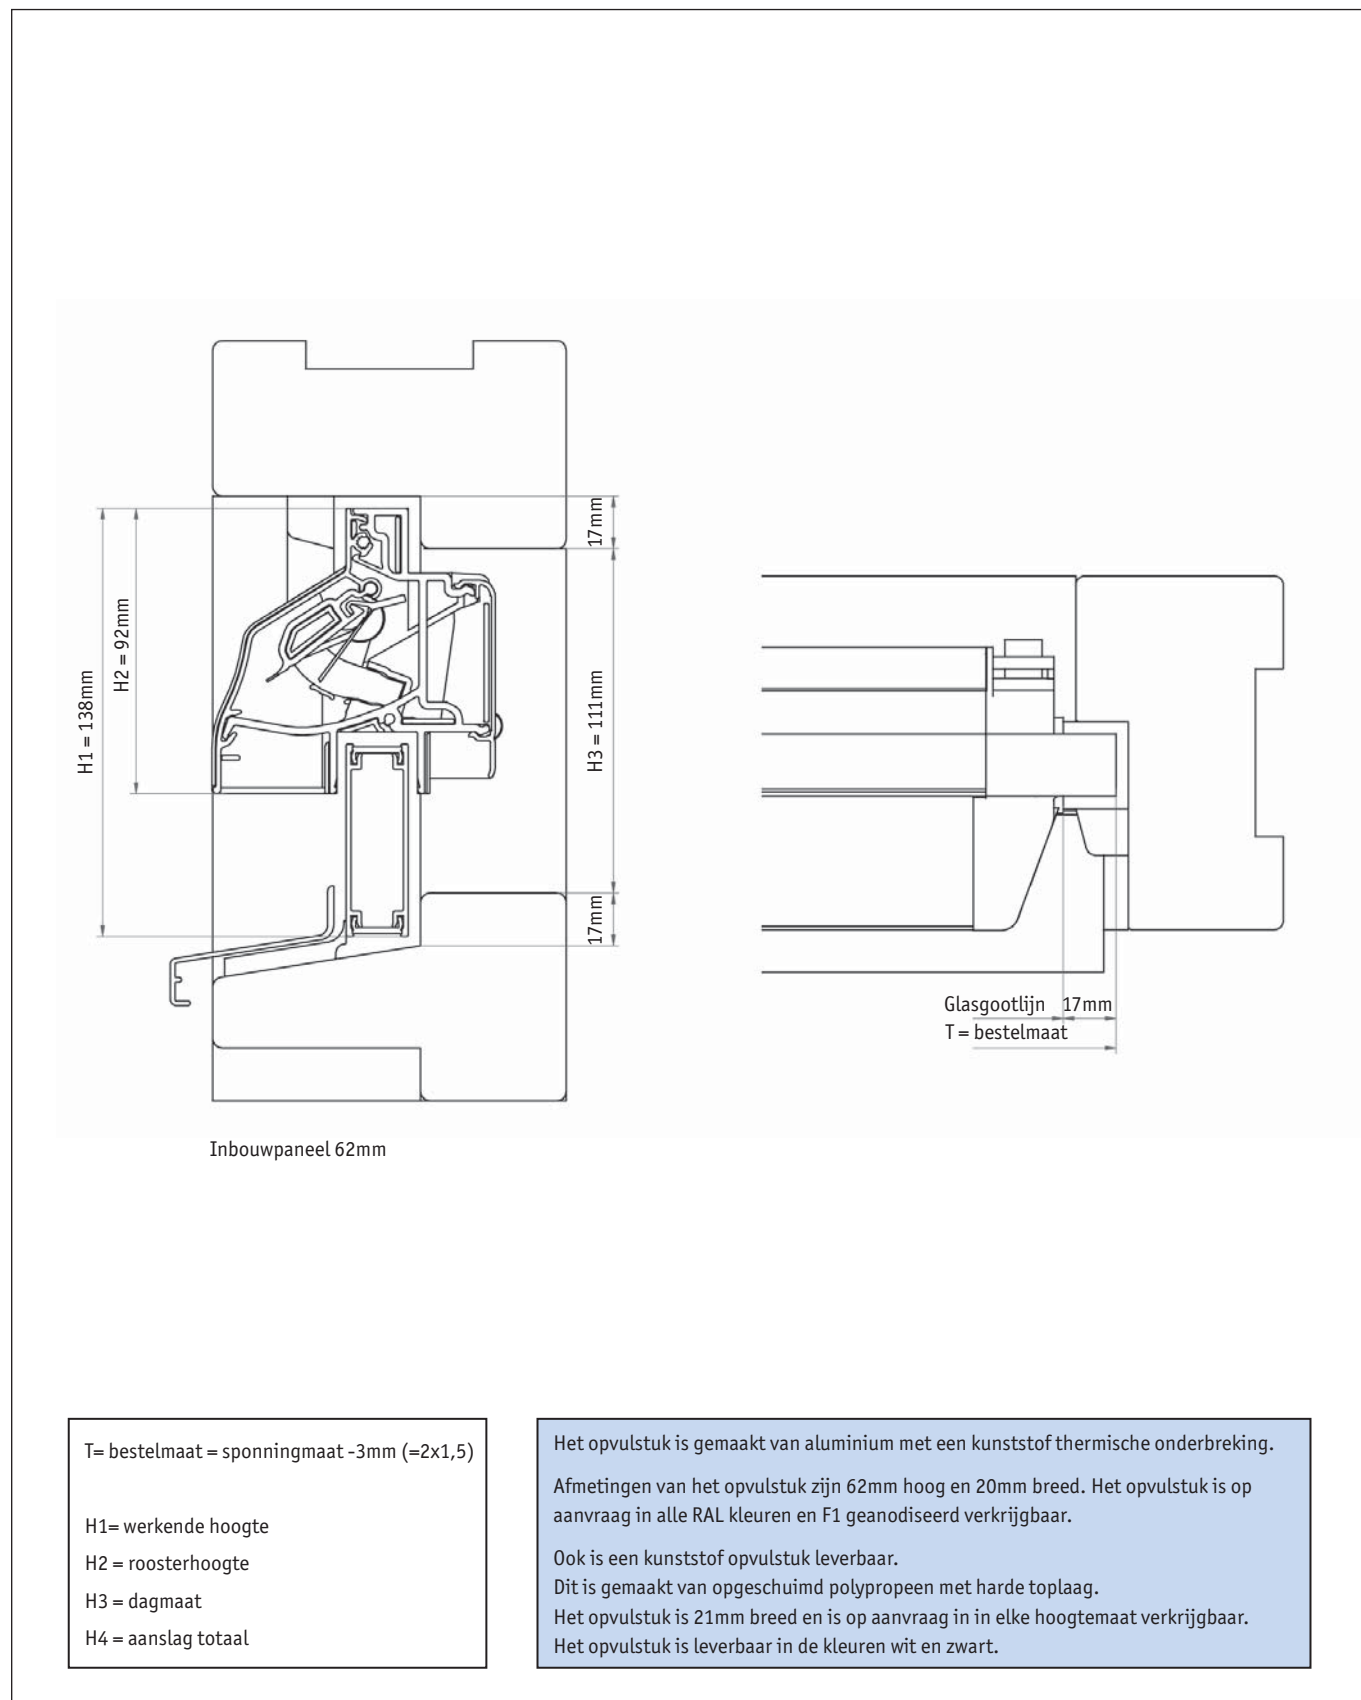 17mm
H2 = 92mm
H1 = 138mm
H3 = 111mm
17mm
Glasgootlijn 17mm
T = bestelmaat
Inbouwpaneel 62mm
T= bestelmaat = sponningmaat -3mm (=2x1,5)
H1= werkende hoogte
H2 = roosterhoogte
H3 = dagmaat
H4 = aanslag totaal
Het opvulstuk is gemaakt van aluminium met een kunststof thermische onderbreking.
Afmetingen van het opvulstuk zijn 62mm hoog en 20mm breed. Het opvulstuk is op
aanvraag in alle RAL kleuren en F1 geanodiseerd verkrijgbaar.
Ook is een kunststof opvulstuk leverbaar.
Dit is gemaakt van opgeschuimd polypropeen met harde toplaag.
Het opvulstuk is 21mm breed en is op aanvraag in in elke hoogtemaat verkrijgbaar.
Het opvulstuk is leverbaar in de kleuren wit en zwart.